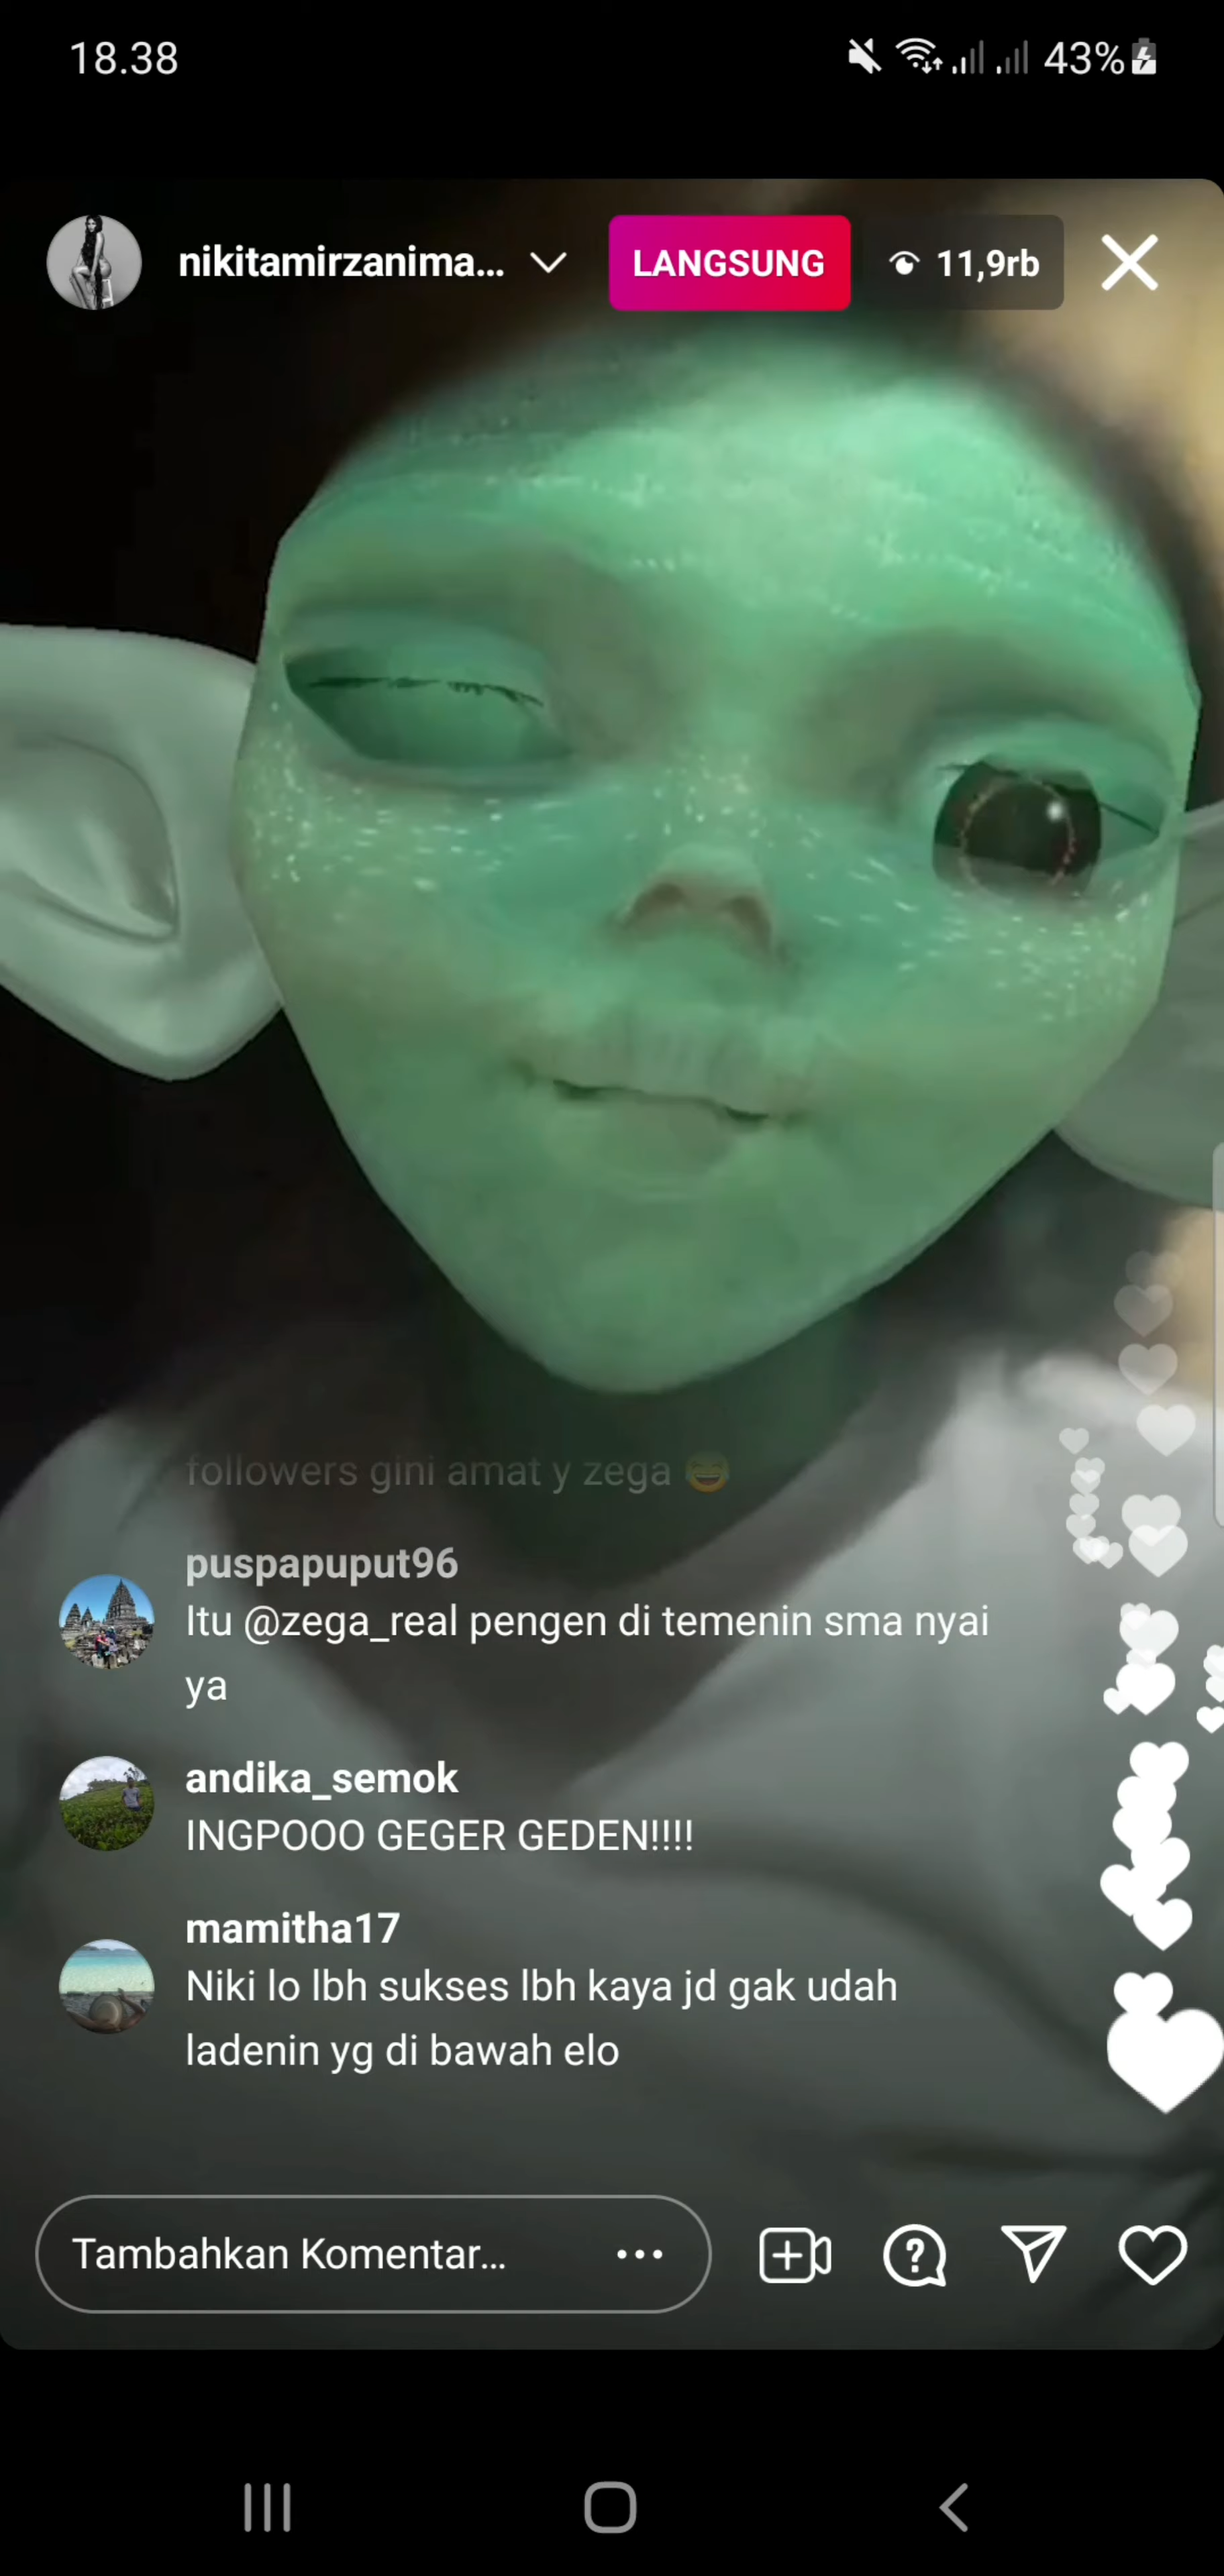 18.38
43%
nikitamirzanima...
LANGSUNG
11,9rb
followers gini amat y zega 😄
puspapuput96
Itu @zega_real pengen di temenin sma nyai
ya
andika_semok
INGPOOO GEGER GEDEN!!!!
mamitha17
Niki lo lbh sukses lbh kaya jd gak udah
ladenin yg di bawah elo
Tambahkan Komentar...